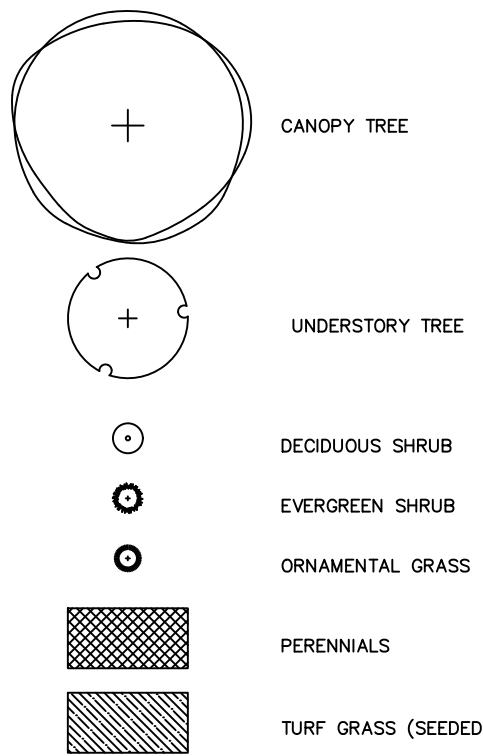 CANOPY TREE
UNDERSTORY TREE
DECIDUOUS SHRUB
EVERGREEN SHRUB
ORNAMENTAL GRASS
PERENNIALS
TURF GRASS (SEEDED